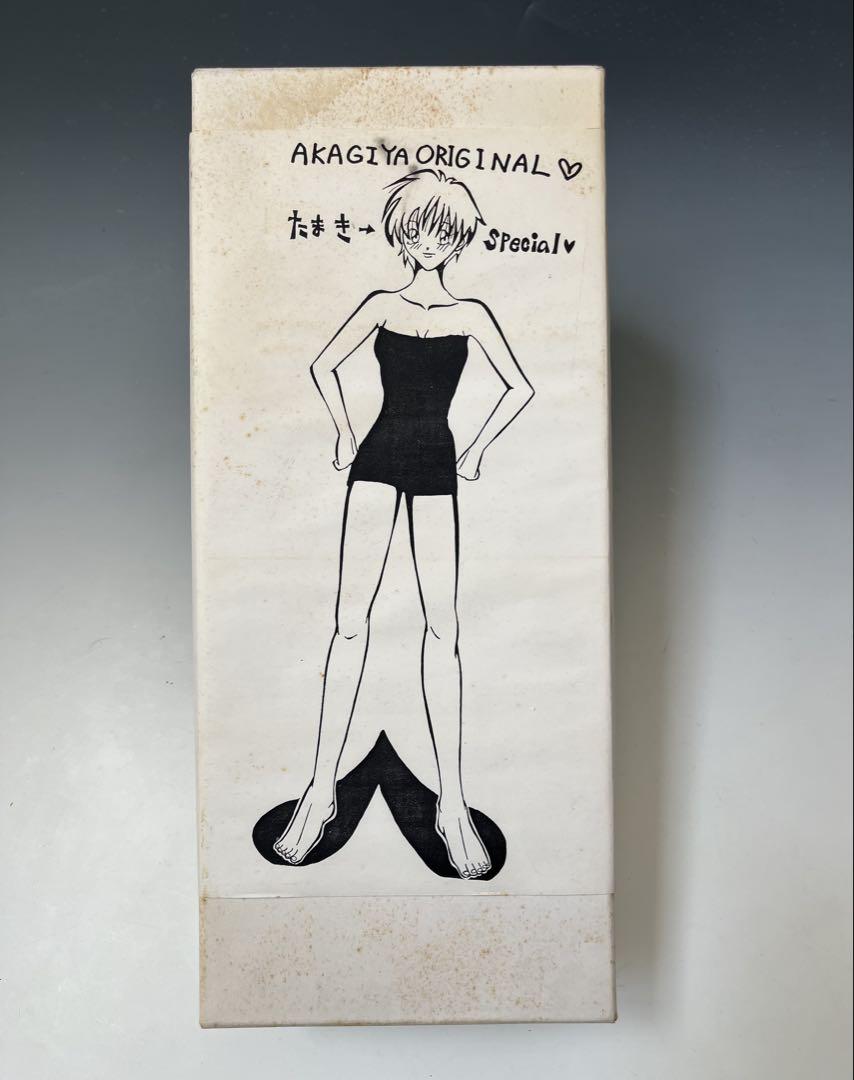 AKAGIYA ORIGINAL ♡
たまき→ Special ♥